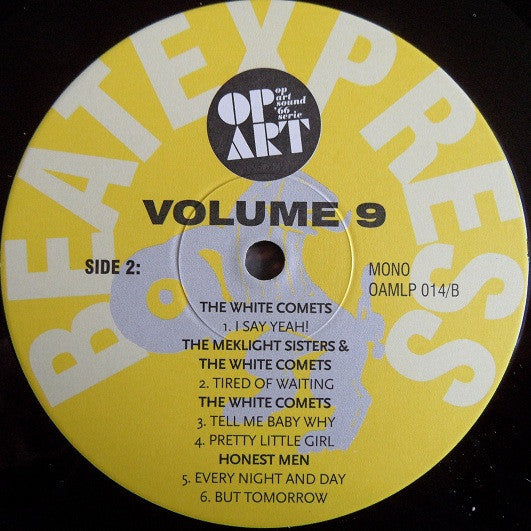 BEATEXPRESS
OP ART
op
art
sound
'66
serie
VOLUME 9
SIDE 2:
MONO
OAMLP 014/B
THE WHITE COMETS
1. I SAY YEAH!
THE MEKLIGHT SISTERS &
THE WHITE COMETS
2. TIRED OF WAITING
THE WHITE COMETS
3. TELL ME BABY WHY
4. PRETTY LITTLE GIRL
HONEST MEN
5. EVERY NIGHT AND DAY
6. BUT TOMORROW